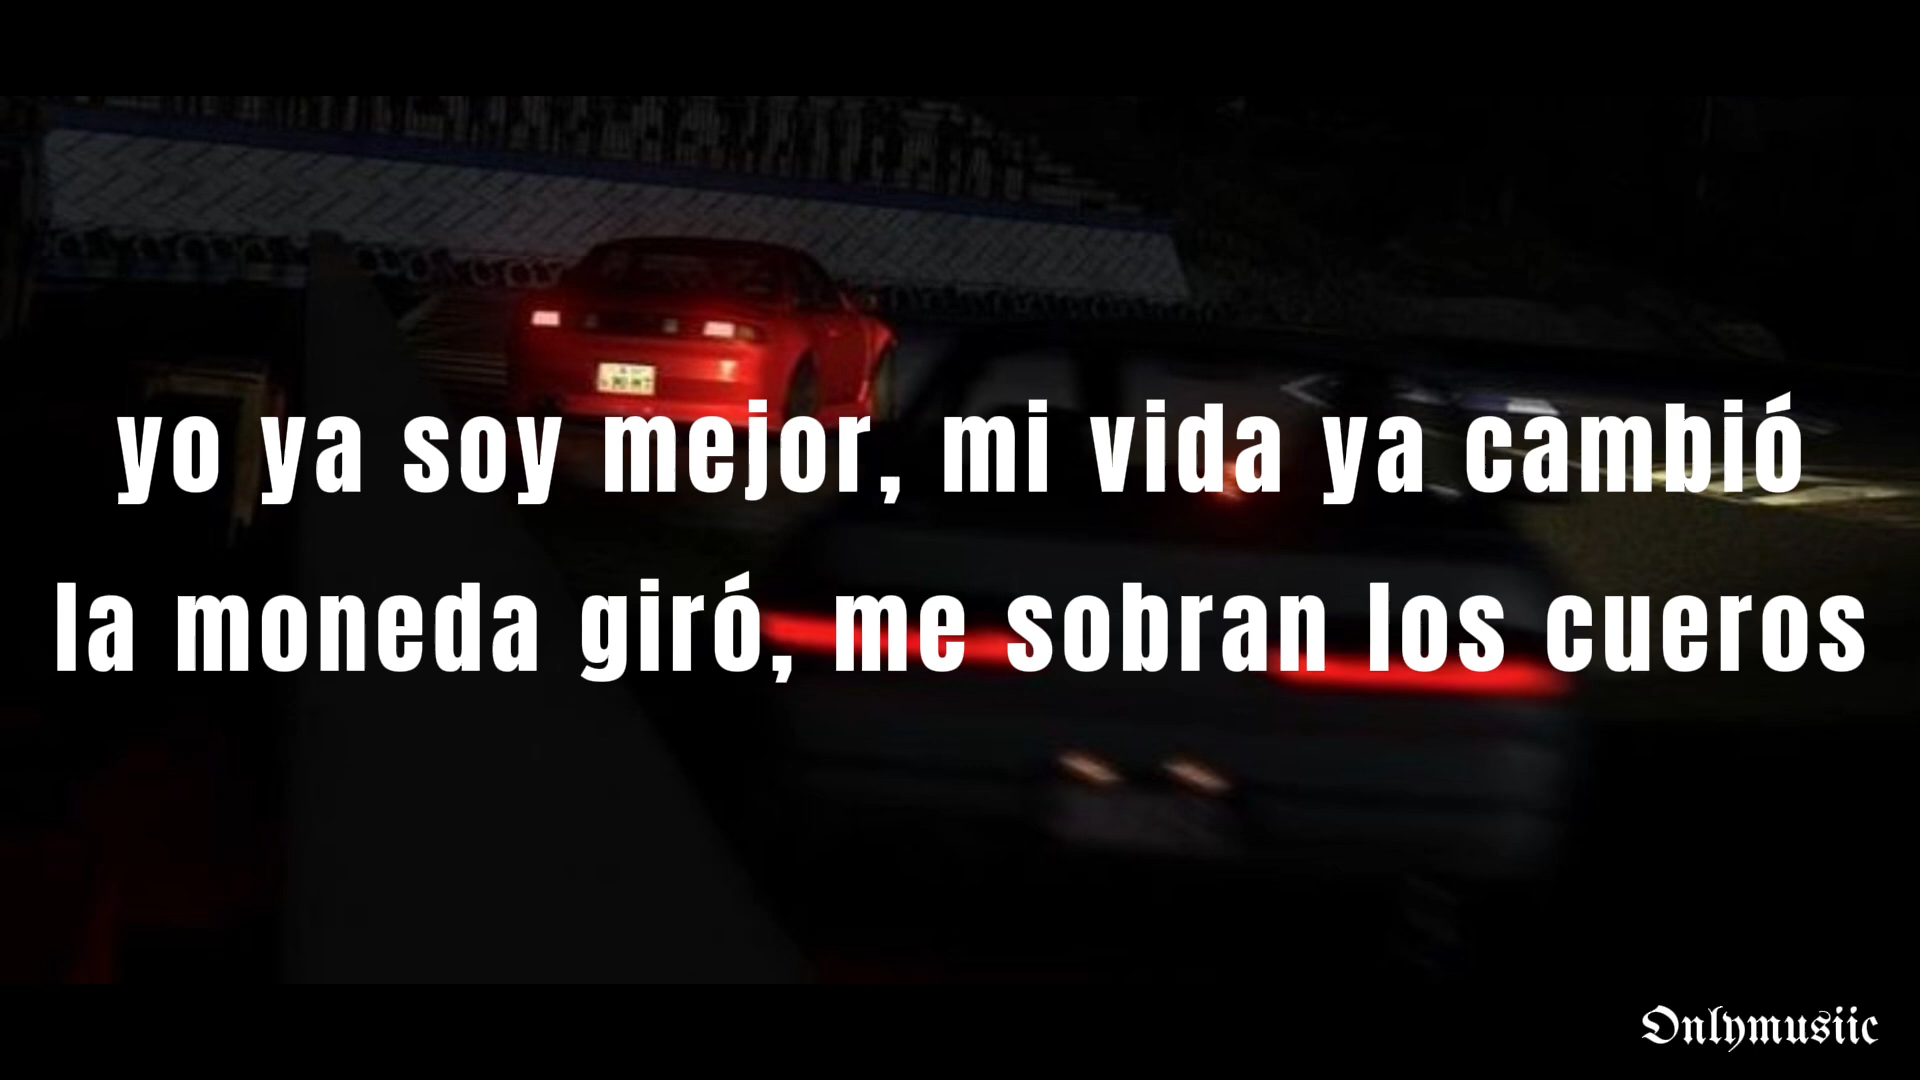 yo ya soy mejor, mi vida ya cambió
la moneda giró, me sobran los cueros
Onlymusiic